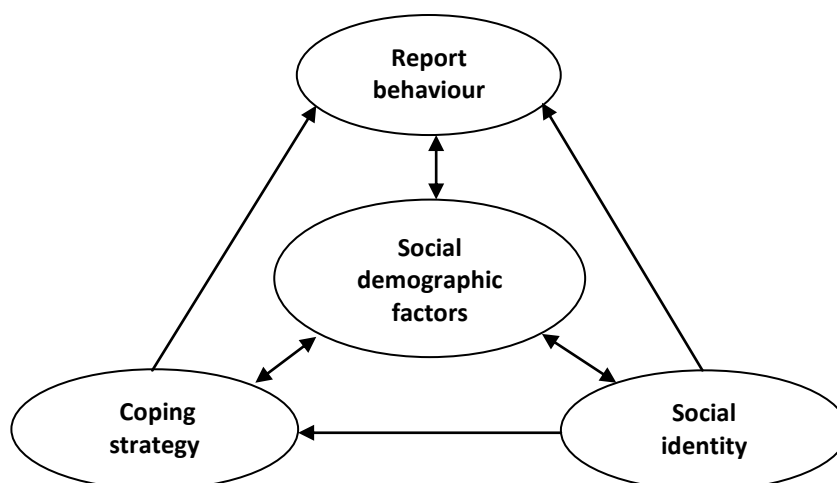 Report
behaviour
Social
demographic
factors
Coping
strategy
Social
identity